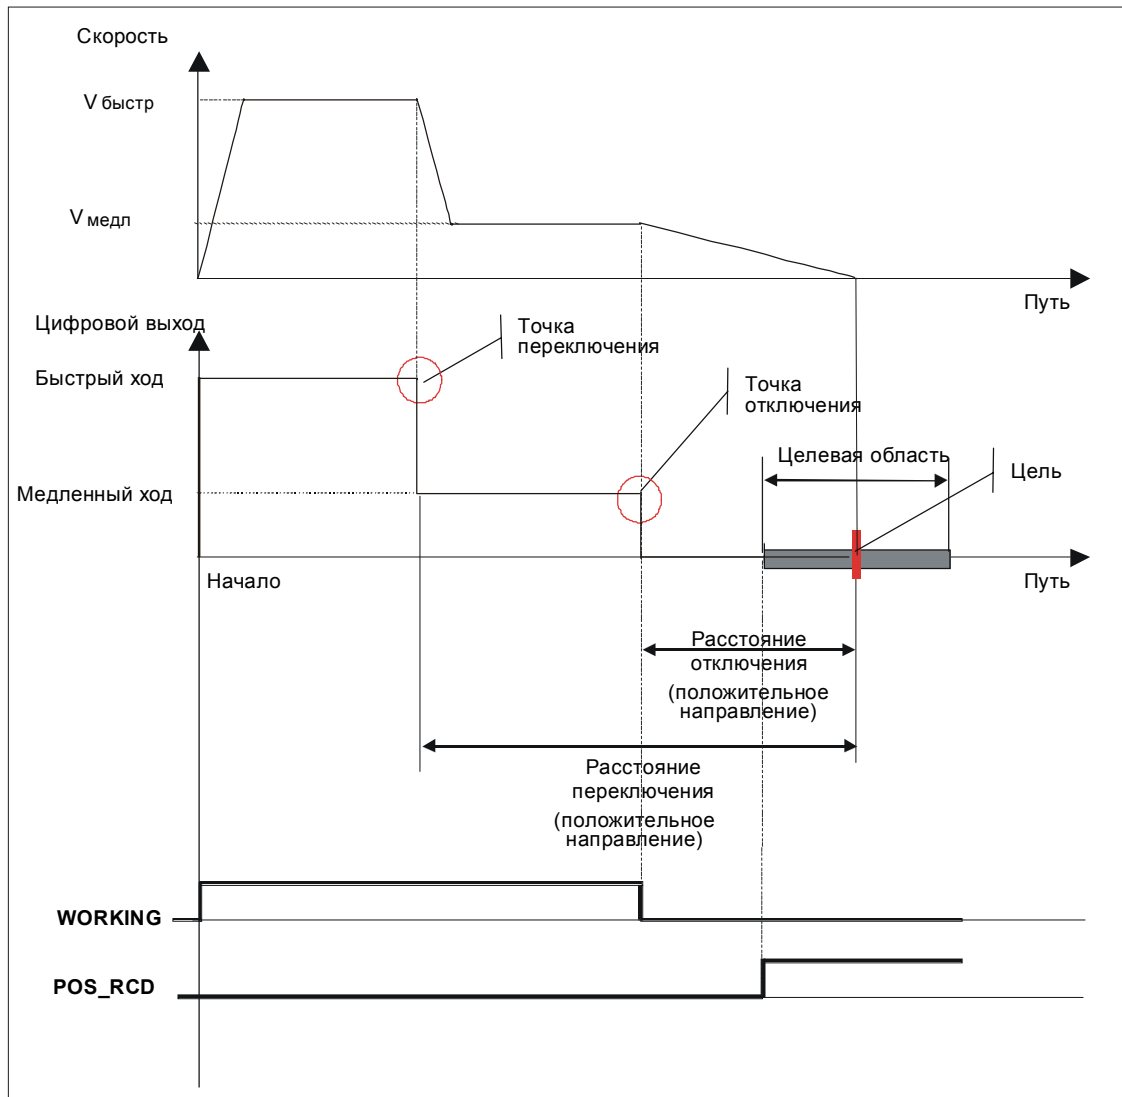 Скорость
V быстр
V медл
Путь
Цифровой выход
Точка
переключения
Быстрый ход
Точка
отключения
Целевая область
Цель
Медленный ход
Начало
Путь
Расстояние
отключения
(положительное
направление)
Расстояние
переключения
(положительное
направление)
WORKING
POS_RCD